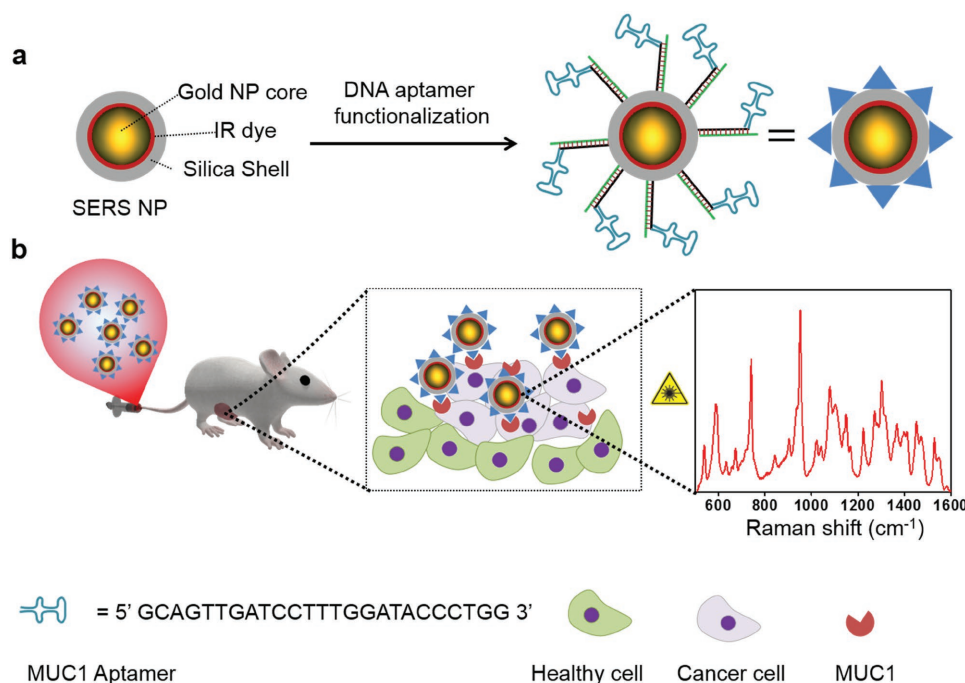 a
Gold NP core
IR dye
Silica Shell
SERS NP
DNA aptamer
functionalization
=
b
600 800 1000 1200 1400 1600
Raman shift (cm⁻¹)
= 5' GCAGTTGATCCTTTGGATACCCTGG 3'
MUC1 Aptamer
Healthy cell
Cancer cell
MUC1